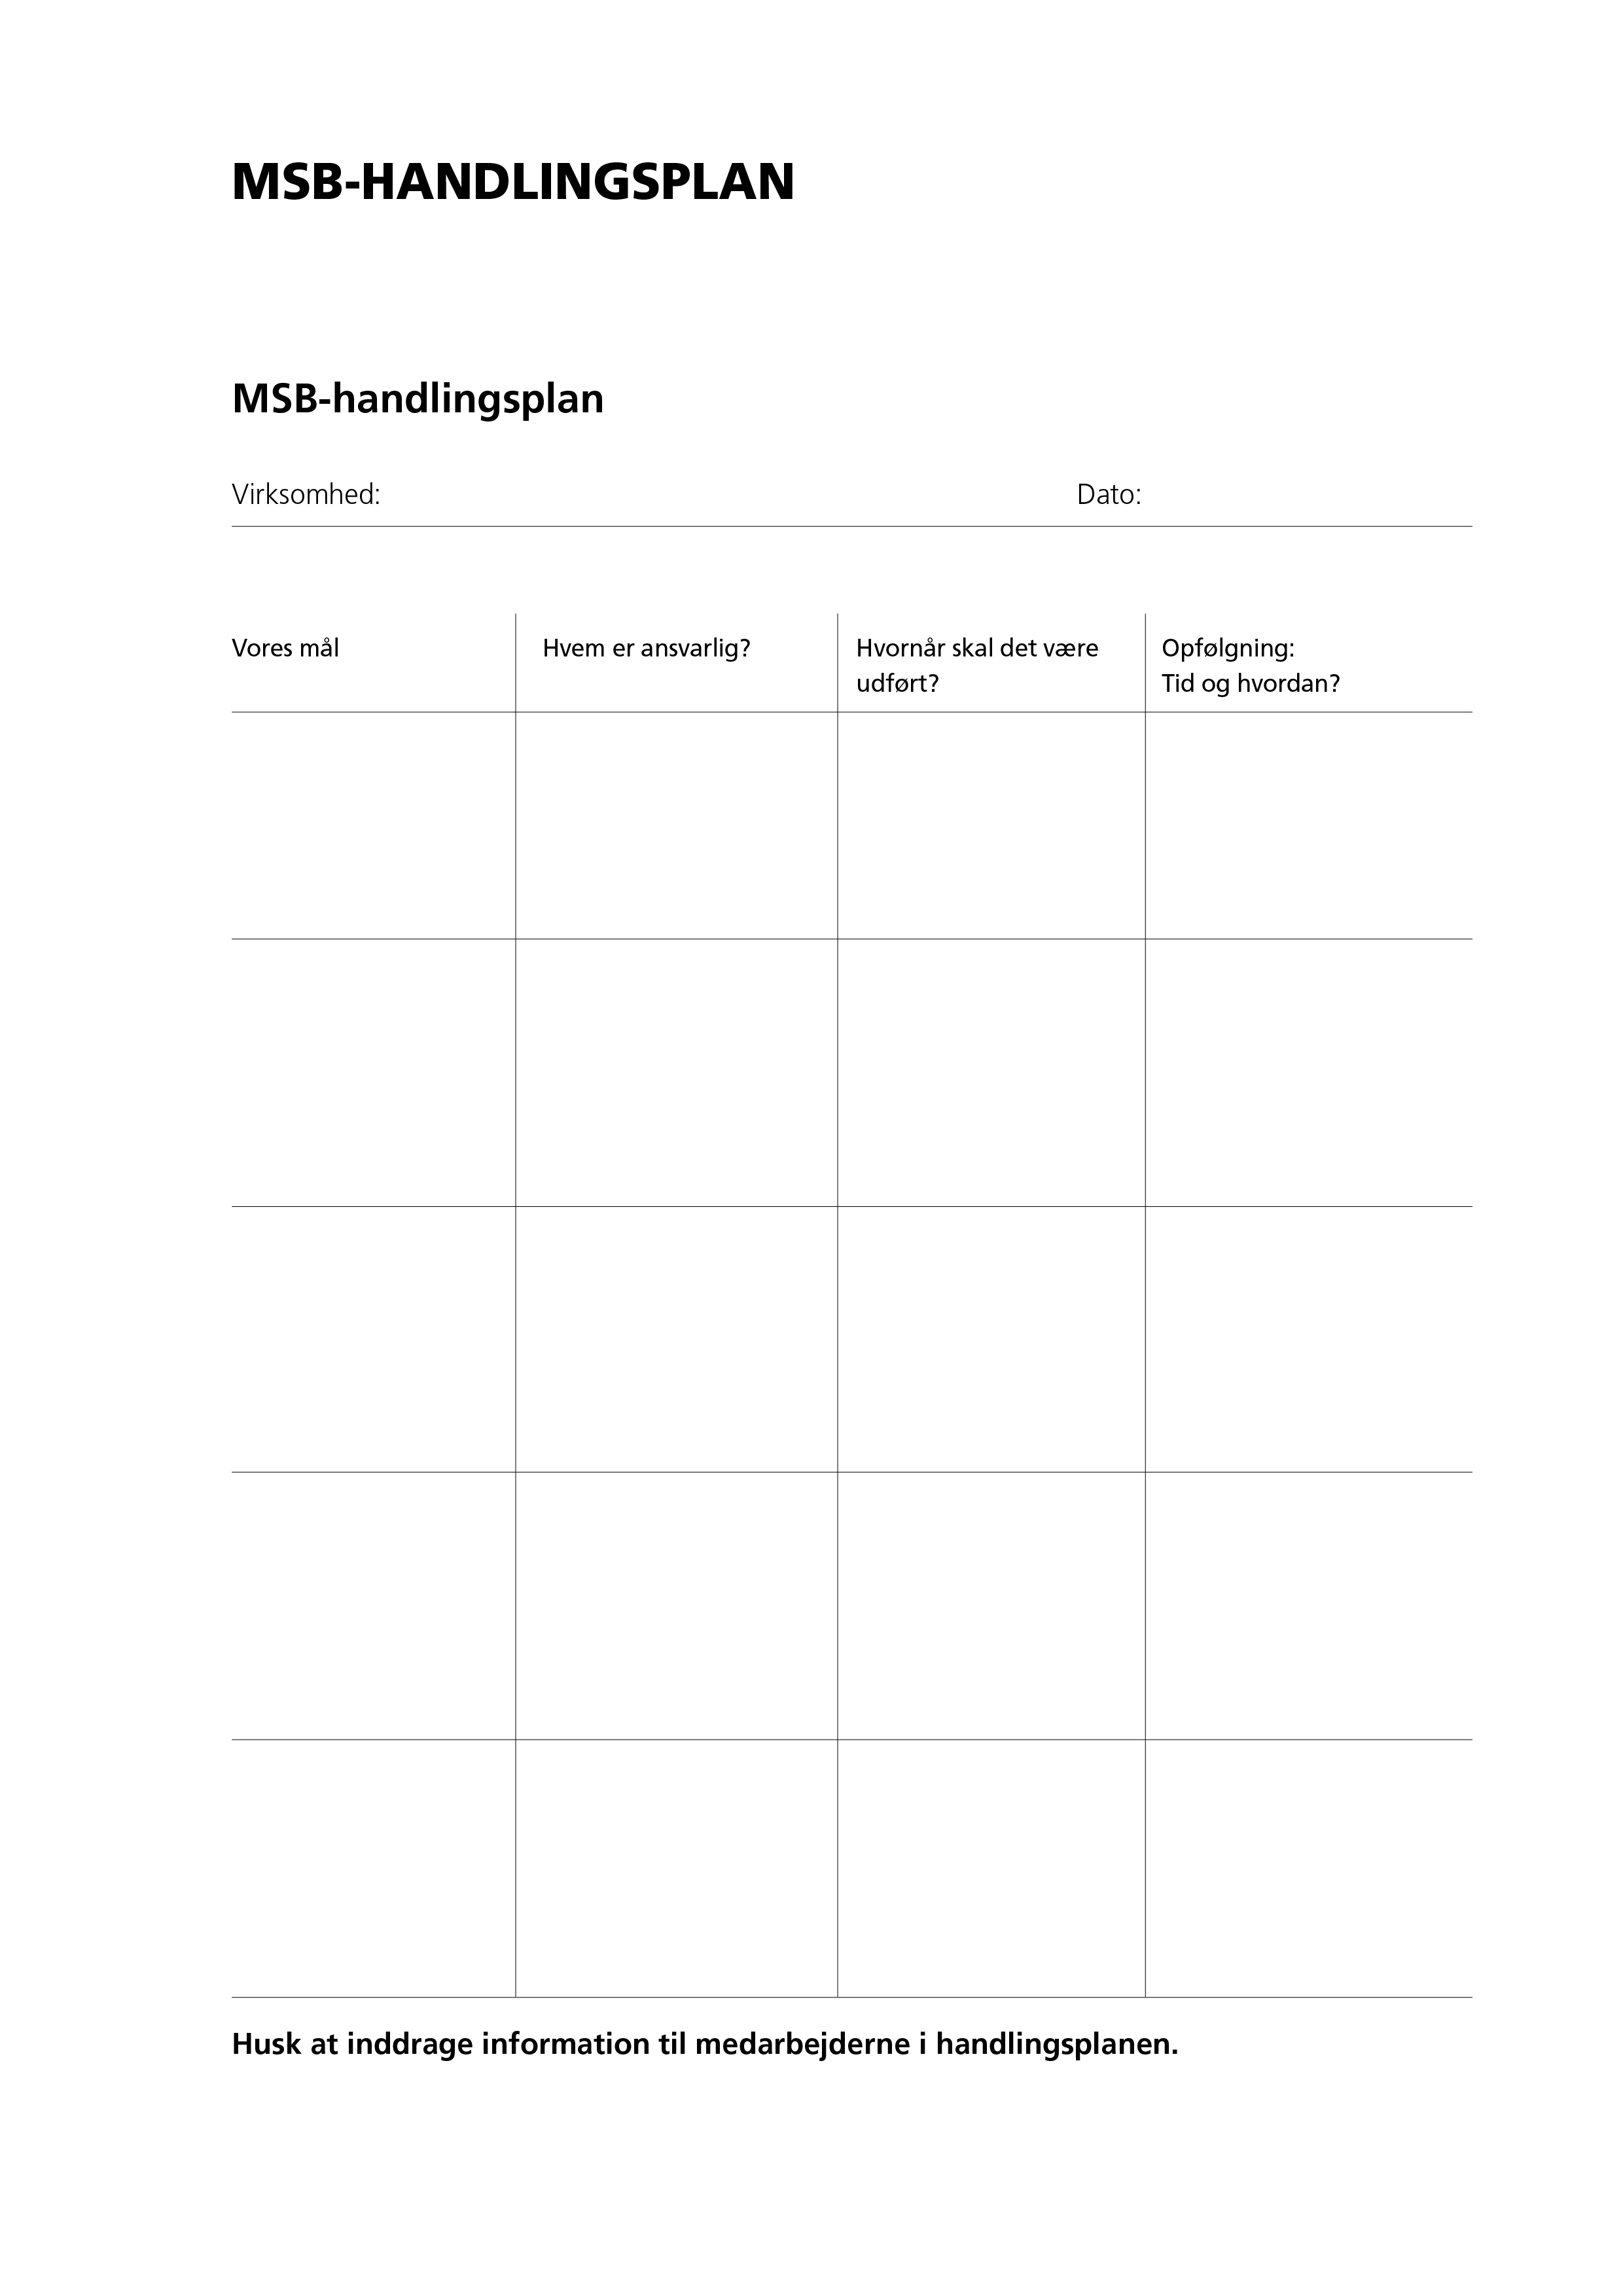 MSB-HANDLINGSPLAN
MSB-handlingsplan
Virksomhed: Dato:
Vores mål
Hvem er ansvarlig?
Hvornår skal det være
udført?
Opfølgning:
Tid og hvordan?
Husk at inddrage information til medarbejderne i handlingsplanen.